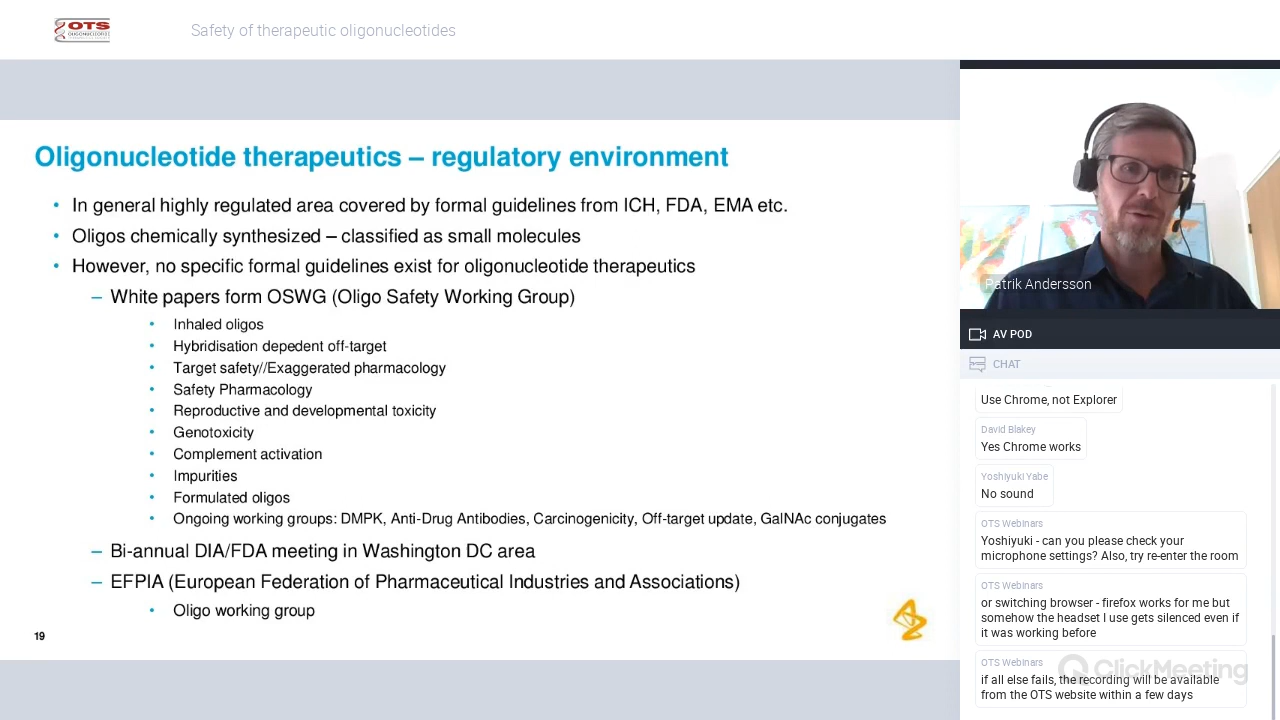 OTS
OLIGONUCLEOTIDE
Safety of therapeutic oligonucleotides
Oligonucleotide therapeutics – regulatory environment
• In general highly regulated area covered by formal guidelines from ICH, FDA, EMA etc.
• Oligos chemically synthesized – classified as small molecules
• However, no specific formal guidelines exist for oligonucleotide therapeutics
– White papers form OSWG (Oligo Safety Working Group)
• Inhaled oligos
• Hybridisation depedent off-target
• Target safety//Exaggerated pharmacology
• Safety Pharmacology
• Reproductive and developmental toxicity
• Genotoxicity
• Complement activation
• Impurities
• Formulated oligos
• Ongoing working groups: DMPK, Anti-Drug Antibodies, Carcinogenicity, Off-target update, GalNAc conjugates
– Bi-annual DIA/FDA meeting in Washington DC area
– EFPIA (European Federation of Pharmaceutical Industries and Associations)
• Oligo working group
19
Patrik Andersson
AV POD
CHAT
Use Chrome, not Explorer
David Blakey
Yes Chrome works
Yoshiyuki Yabe
No sound
OTS Webinars
Yoshiyuki - can you please check your
microphone settings? Also, try re-enter the room
OTS Webinars
or switching browser - firefox works for me but
somehow the headset I use gets silenced even if
it was working before
OTS Webinars
if all else fails, the recording will be available
from the OTS website within a few days
ClickMeeting